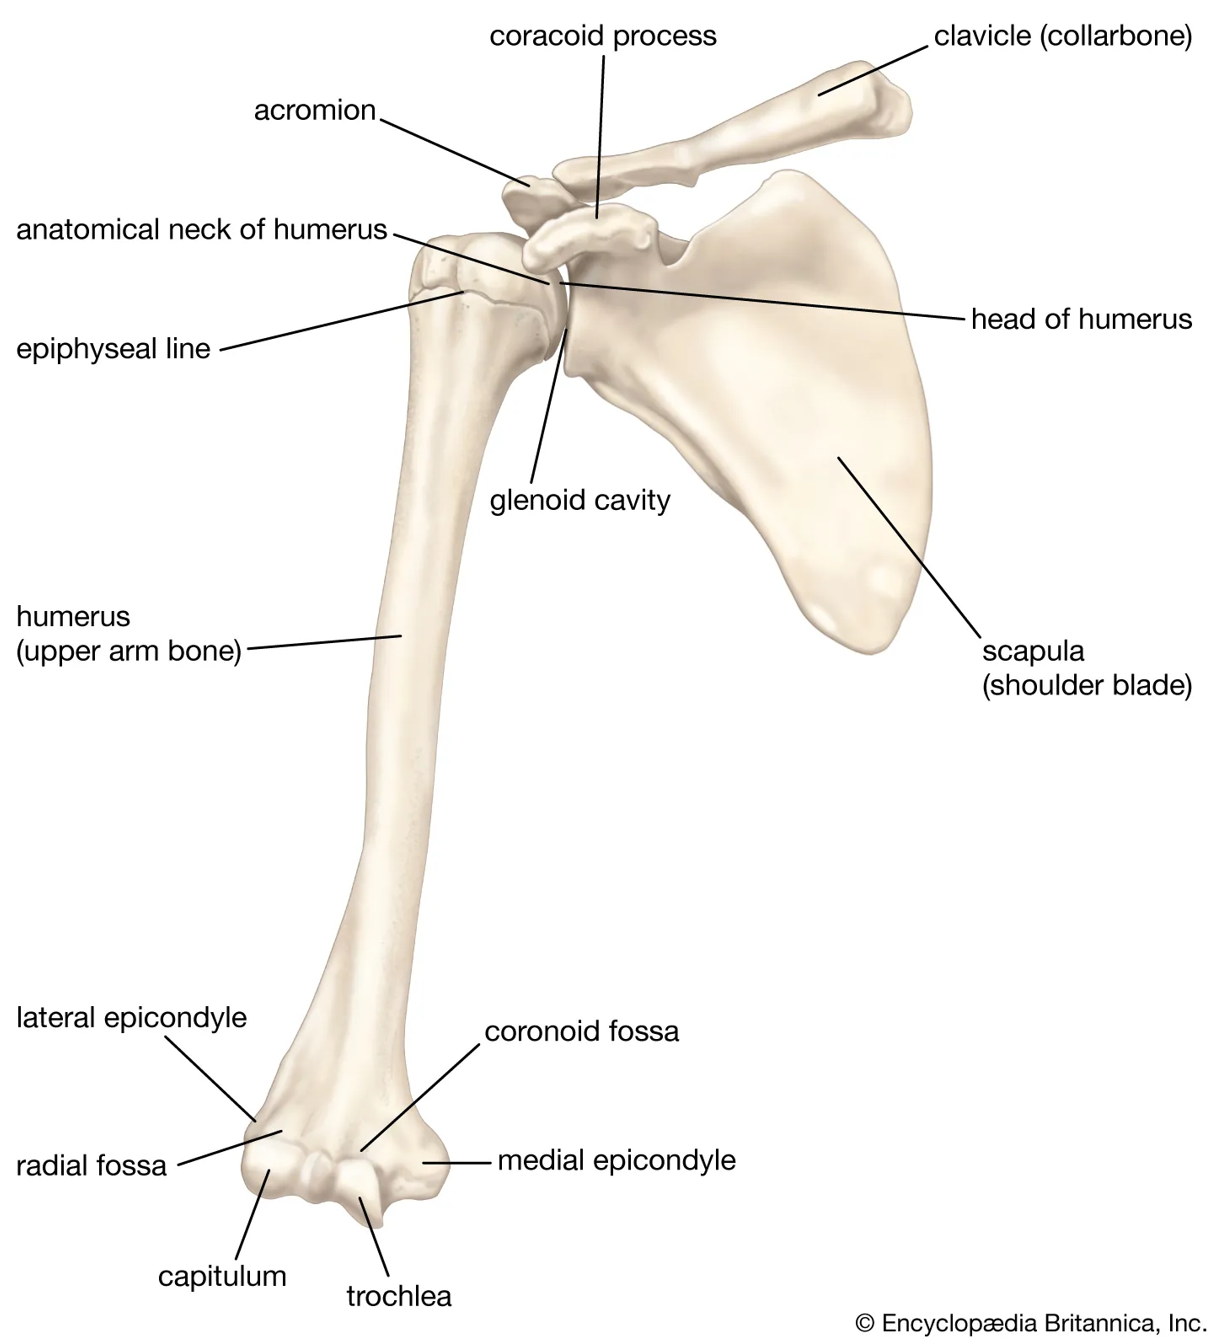 coracoid process
clavicle (collarbone)
acromion
anatomical neck of humerus
head of humerus
epiphyseal line
glenoid cavity
humerus
(upper arm bone)
scapula
(shoulder blade)
lateral epicondyle
coronoid fossa
radial fossa
medial epicondyle
capitulum
trochlea
© Encyclopædia Britannica, Inc.